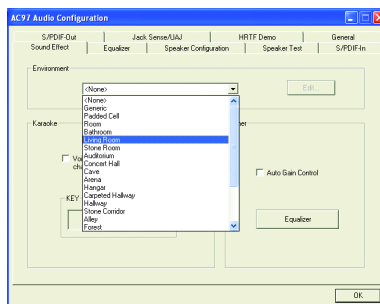 AC97 Audio Configuration
S/PDIF-Out
Jack Sense/UAJ
HRTF Demo
General
Sound Effect
Equalizer
Speaker Configuration
Speaker Test
S/PDIF-In
Environment
<None>
Edit
<None>
Generic
Padded Cell
Room
Bathroom
Living Room
Stone Room
Auditorium
Concert Hall
Cave
Arena
Hangar
Carpeted Hallway
Hallway
Stone Corridor
Alley
Forest
Karaoke
KEY
Auto Gain Control
Equalizer
OK